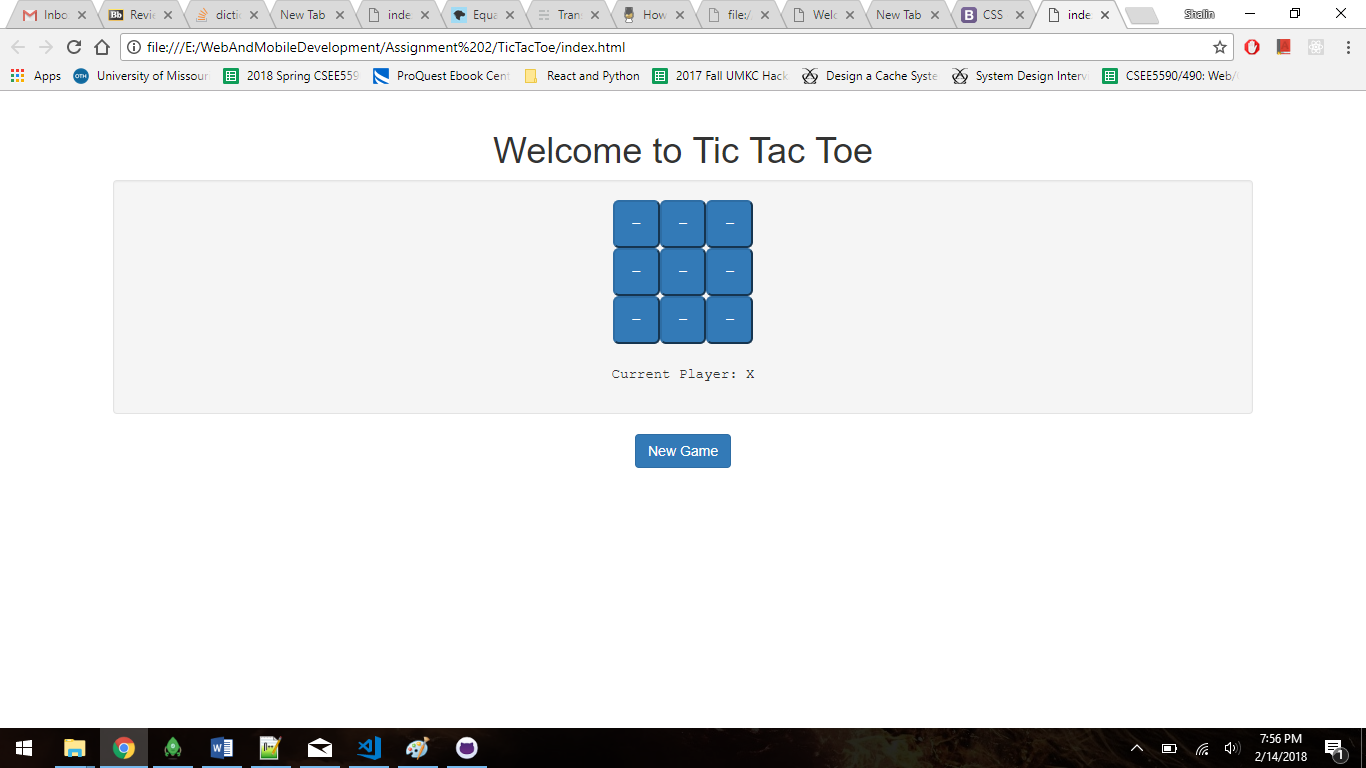 Inbo Revi dictio New Tab inde Equa Tran How file:/ Welc New Tab CSS inde Shalin
file:///E:/WebAndMobileDevelopment/Assignment%202/TicTacToe/index.html
Apps University of Missour 2018 Spring CSEE559 ProQuest Ebook Cent React and Python 2017 Fall UMKC Hack Design a Cache Syste System Design Interv CSEE5590/490: Web/
Welcome to Tic Tac Toe
– – –
– – –
– – –
Current Player: X
New Game
7:56 PM
2/14/2018
1